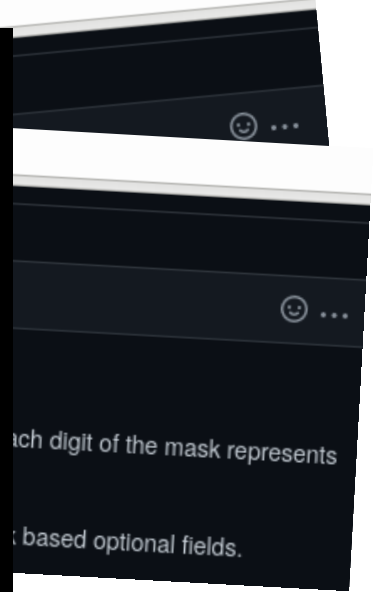 ach digit of the mask represents
based optional fields.